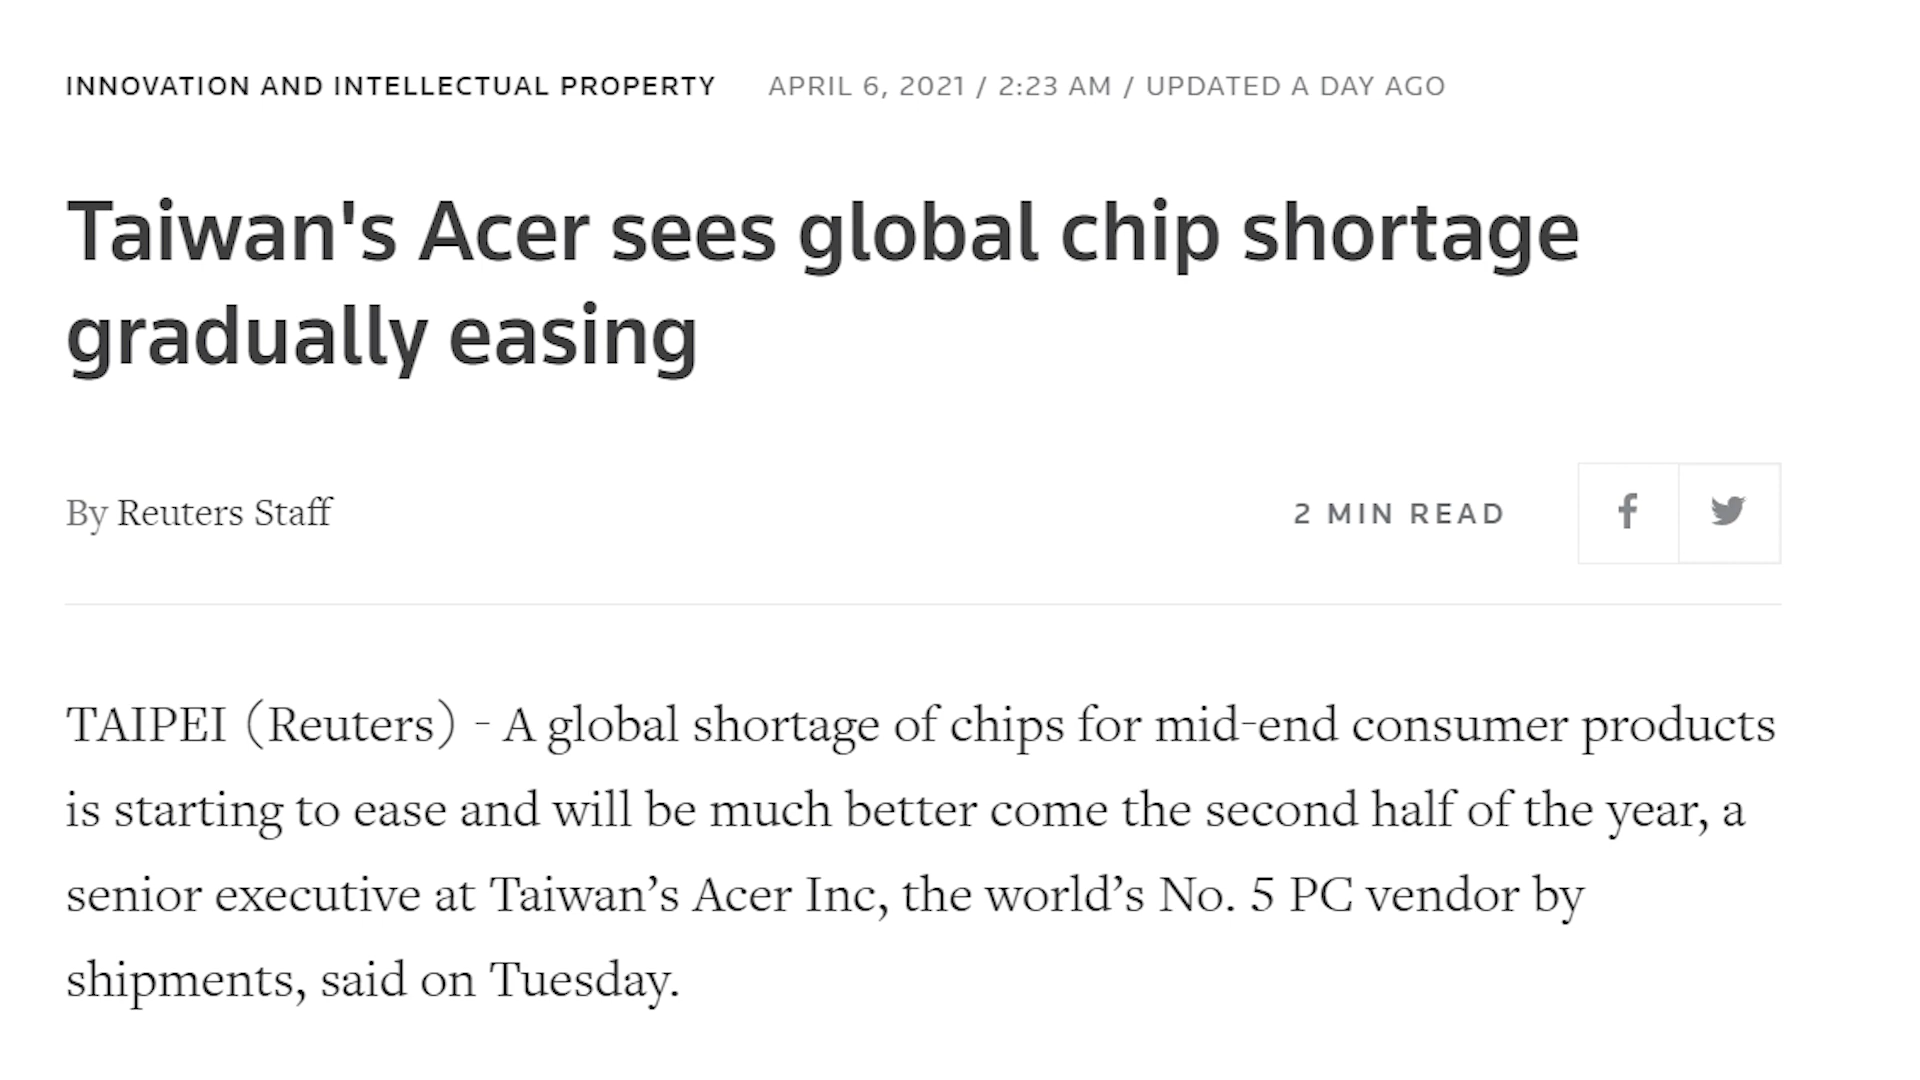 INNOVATION AND INTELLECTUAL PROPERTY APRIL 6, 2021 / 2:23 AM / UPDATED A DAY AGO
Taiwan's Acer sees global chip shortage
gradually easing
By Reuters Staff 2 MIN READ
TAIPEI (Reuters) - A global shortage of chips for mid-end consumer products
is starting to ease and will be much better come the second half of the year, a
senior executive at Taiwan’s Acer Inc, the world’s No. 5 PC vendor by
shipments, said on Tuesday.